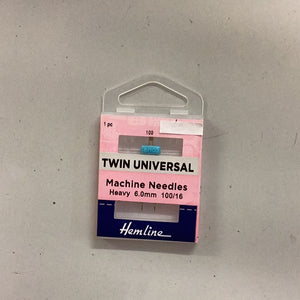 1 pc
100
TWIN UNIVERSAL
Machine Needles
Heavy 6.0mm 100/16
Hemline